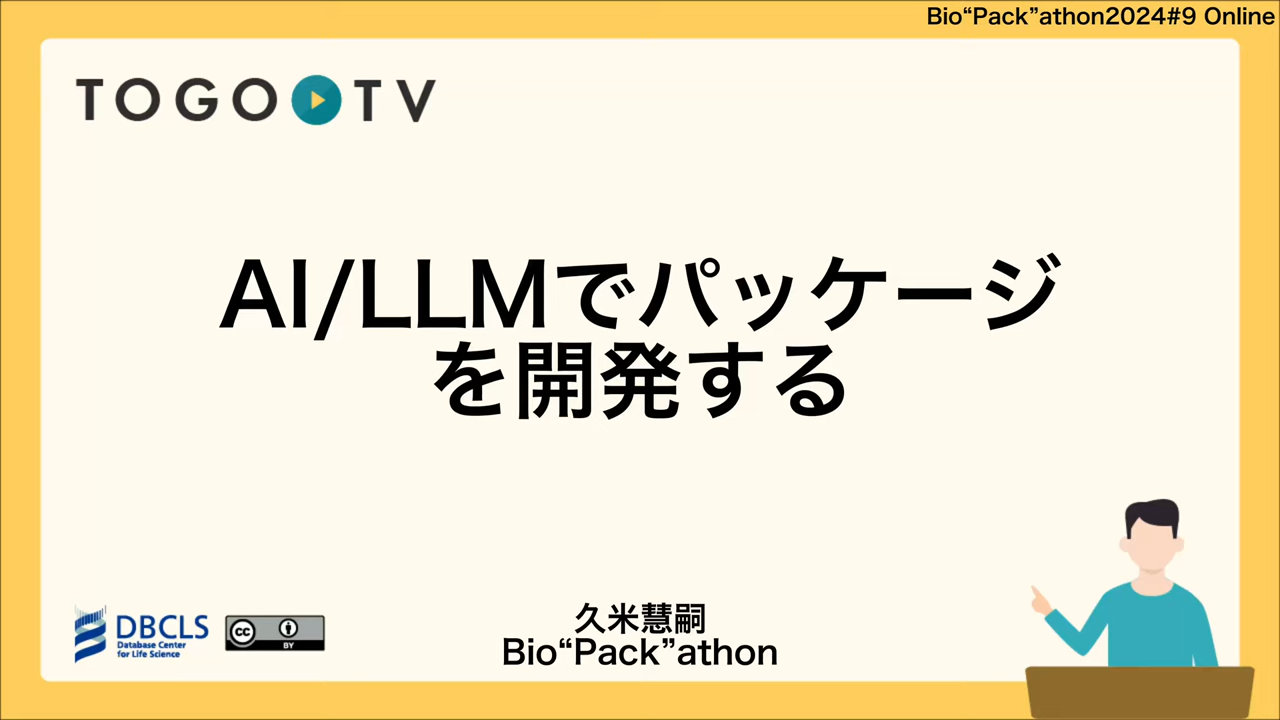 Bio“Pack”athon2024#9 Online
TOGO TV
AI/LLMでパッケージ
を開発する
久米慧嗣
Bio“Pack”athon
DBCLS
Database Center
for Life Science
cc
BY